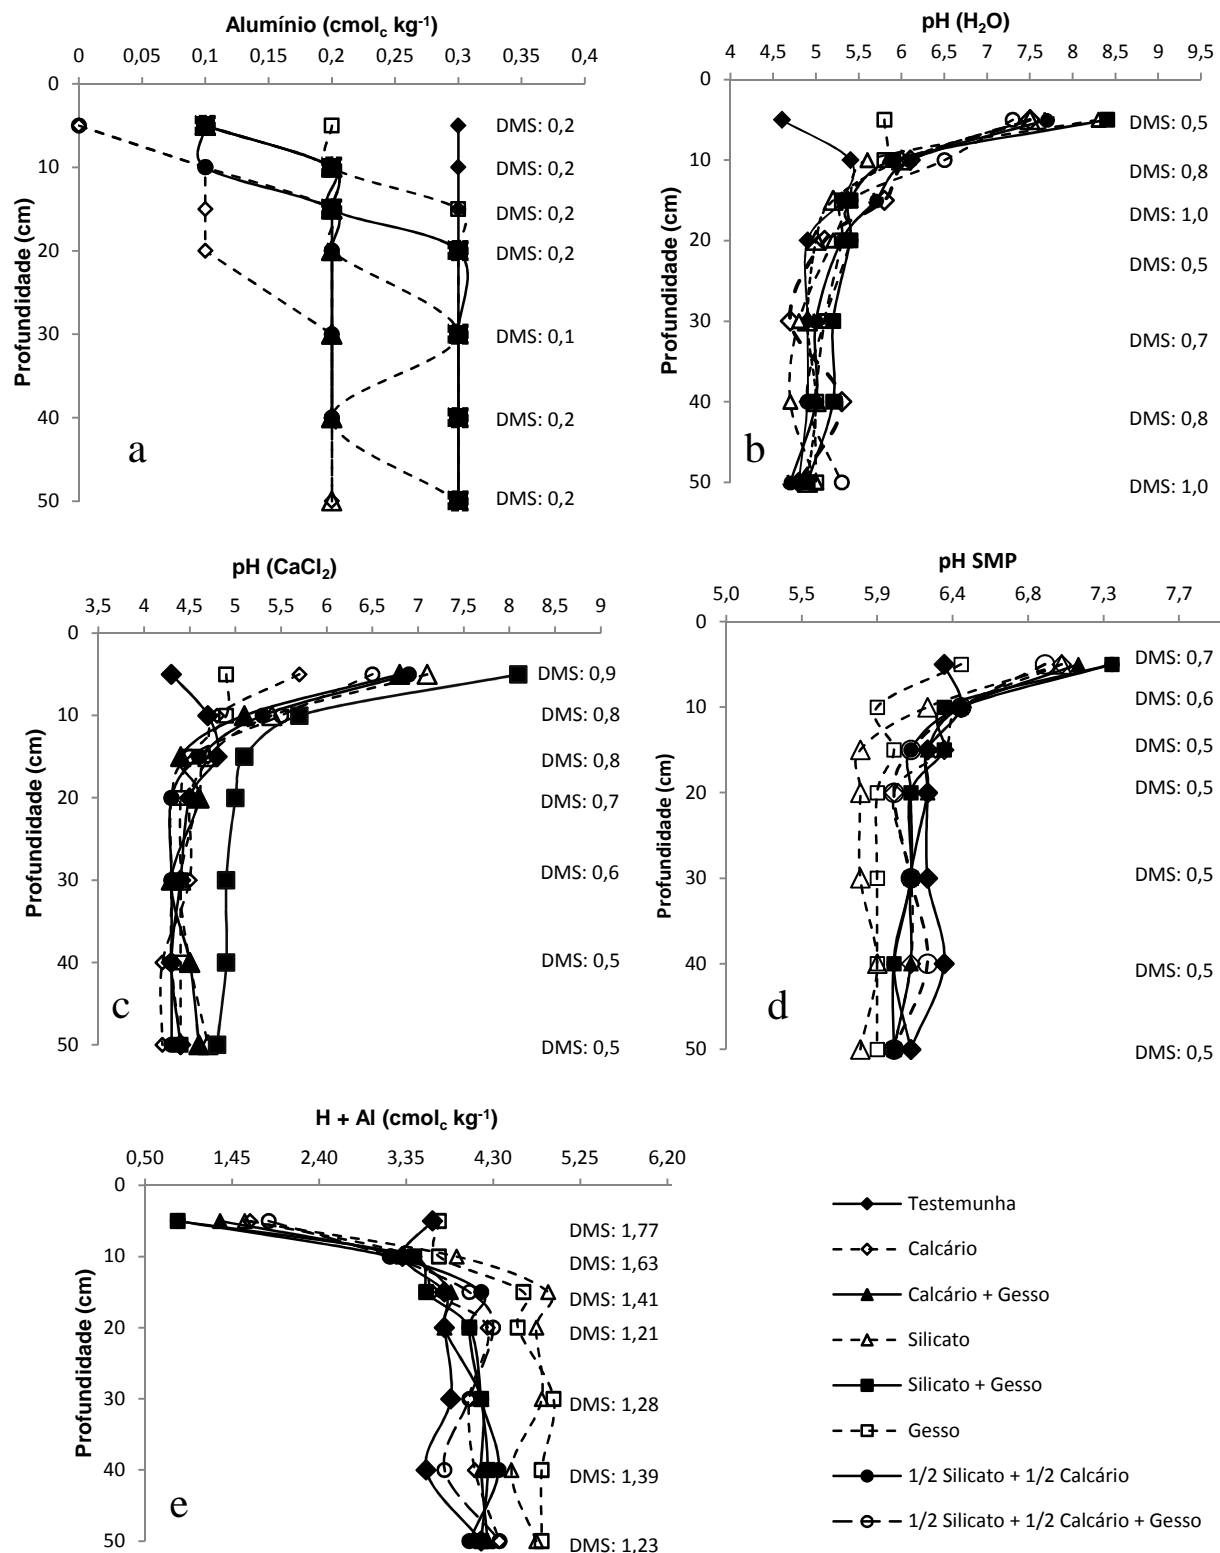 Alumínio (cmolc kg-1)
0 0,05 0,1 0,15 0,2 0,25 0,3 0,35 0,4
Profundidade (cm)
0
10
20
30
40
50
DMS: 0,2
DMS: 0,2
DMS: 0,2
DMS: 0,2
DMS: 0,1
DMS: 0,2
DMS: 0,2
a
pH (H2O)
4 4,5 5 5,5 6 6,5 7 7,5 8 8,5 9 9,5
Profundidade (cm)
0
10
20
30
40
50
DMS: 0,5
DMS: 0,8
DMS: 1,0
DMS: 0,5
DMS: 0,7
DMS: 0,8
DMS: 1,0
b
pH (CaCl2)
3,5 4 4,5 5 5,5 6 6,5 7 7,5 8 8,5 9
Profundidade (cm)
0
10
20
30
40
50
DMS: 0,9
DMS: 0,8
DMS: 0,8
DMS: 0,7
DMS: 0,6
DMS: 0,5
DMS: 0,5
c
pH SMP
5,0 5,5 5,9 6,4 6,8 7,3 7,7
Profundidade (cm)
0
10
20
30
40
50
DMS: 0,7
DMS: 0,6
DMS: 0,5
DMS: 0,5
DMS: 0,5
DMS: 0,5
DMS: 0,5
d
H + Al (cmolc kg-1)
0,50 1,45 2,40 3,35 4,30 5,25 6,20
Profundidade (cm)
0
10
20
30
40
50
DMS: 1,77
DMS: 1,63
DMS: 1,41
DMS: 1,21
DMS: 1,28
DMS: 1,39
DMS: 1,23
e
Testemunha
Calcário
Calcário + Gesso
Silicato
Silicato + Gesso
Gesso
1/2 Silicato + 1/2 Calcário
1/2 Silicato + 1/2 Calcário + Gesso